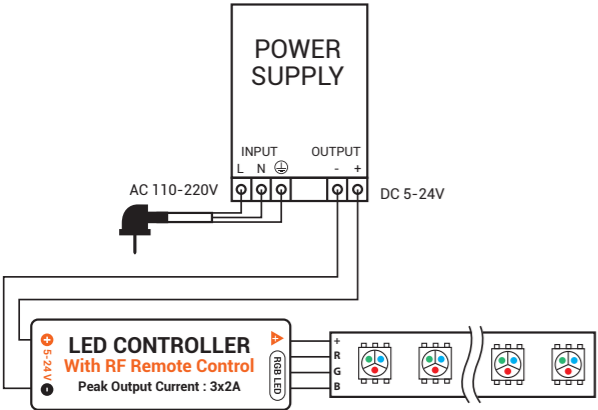 POWER
SUPPLY
INPUT OUTPUT
L N - +
AC 110-220V
DC 5-24V
+
5-24 V
-
LED CONTROLLER
With RF Remote Control
Peak Output Current : 3x2A
RGB LED
+
R
G
B